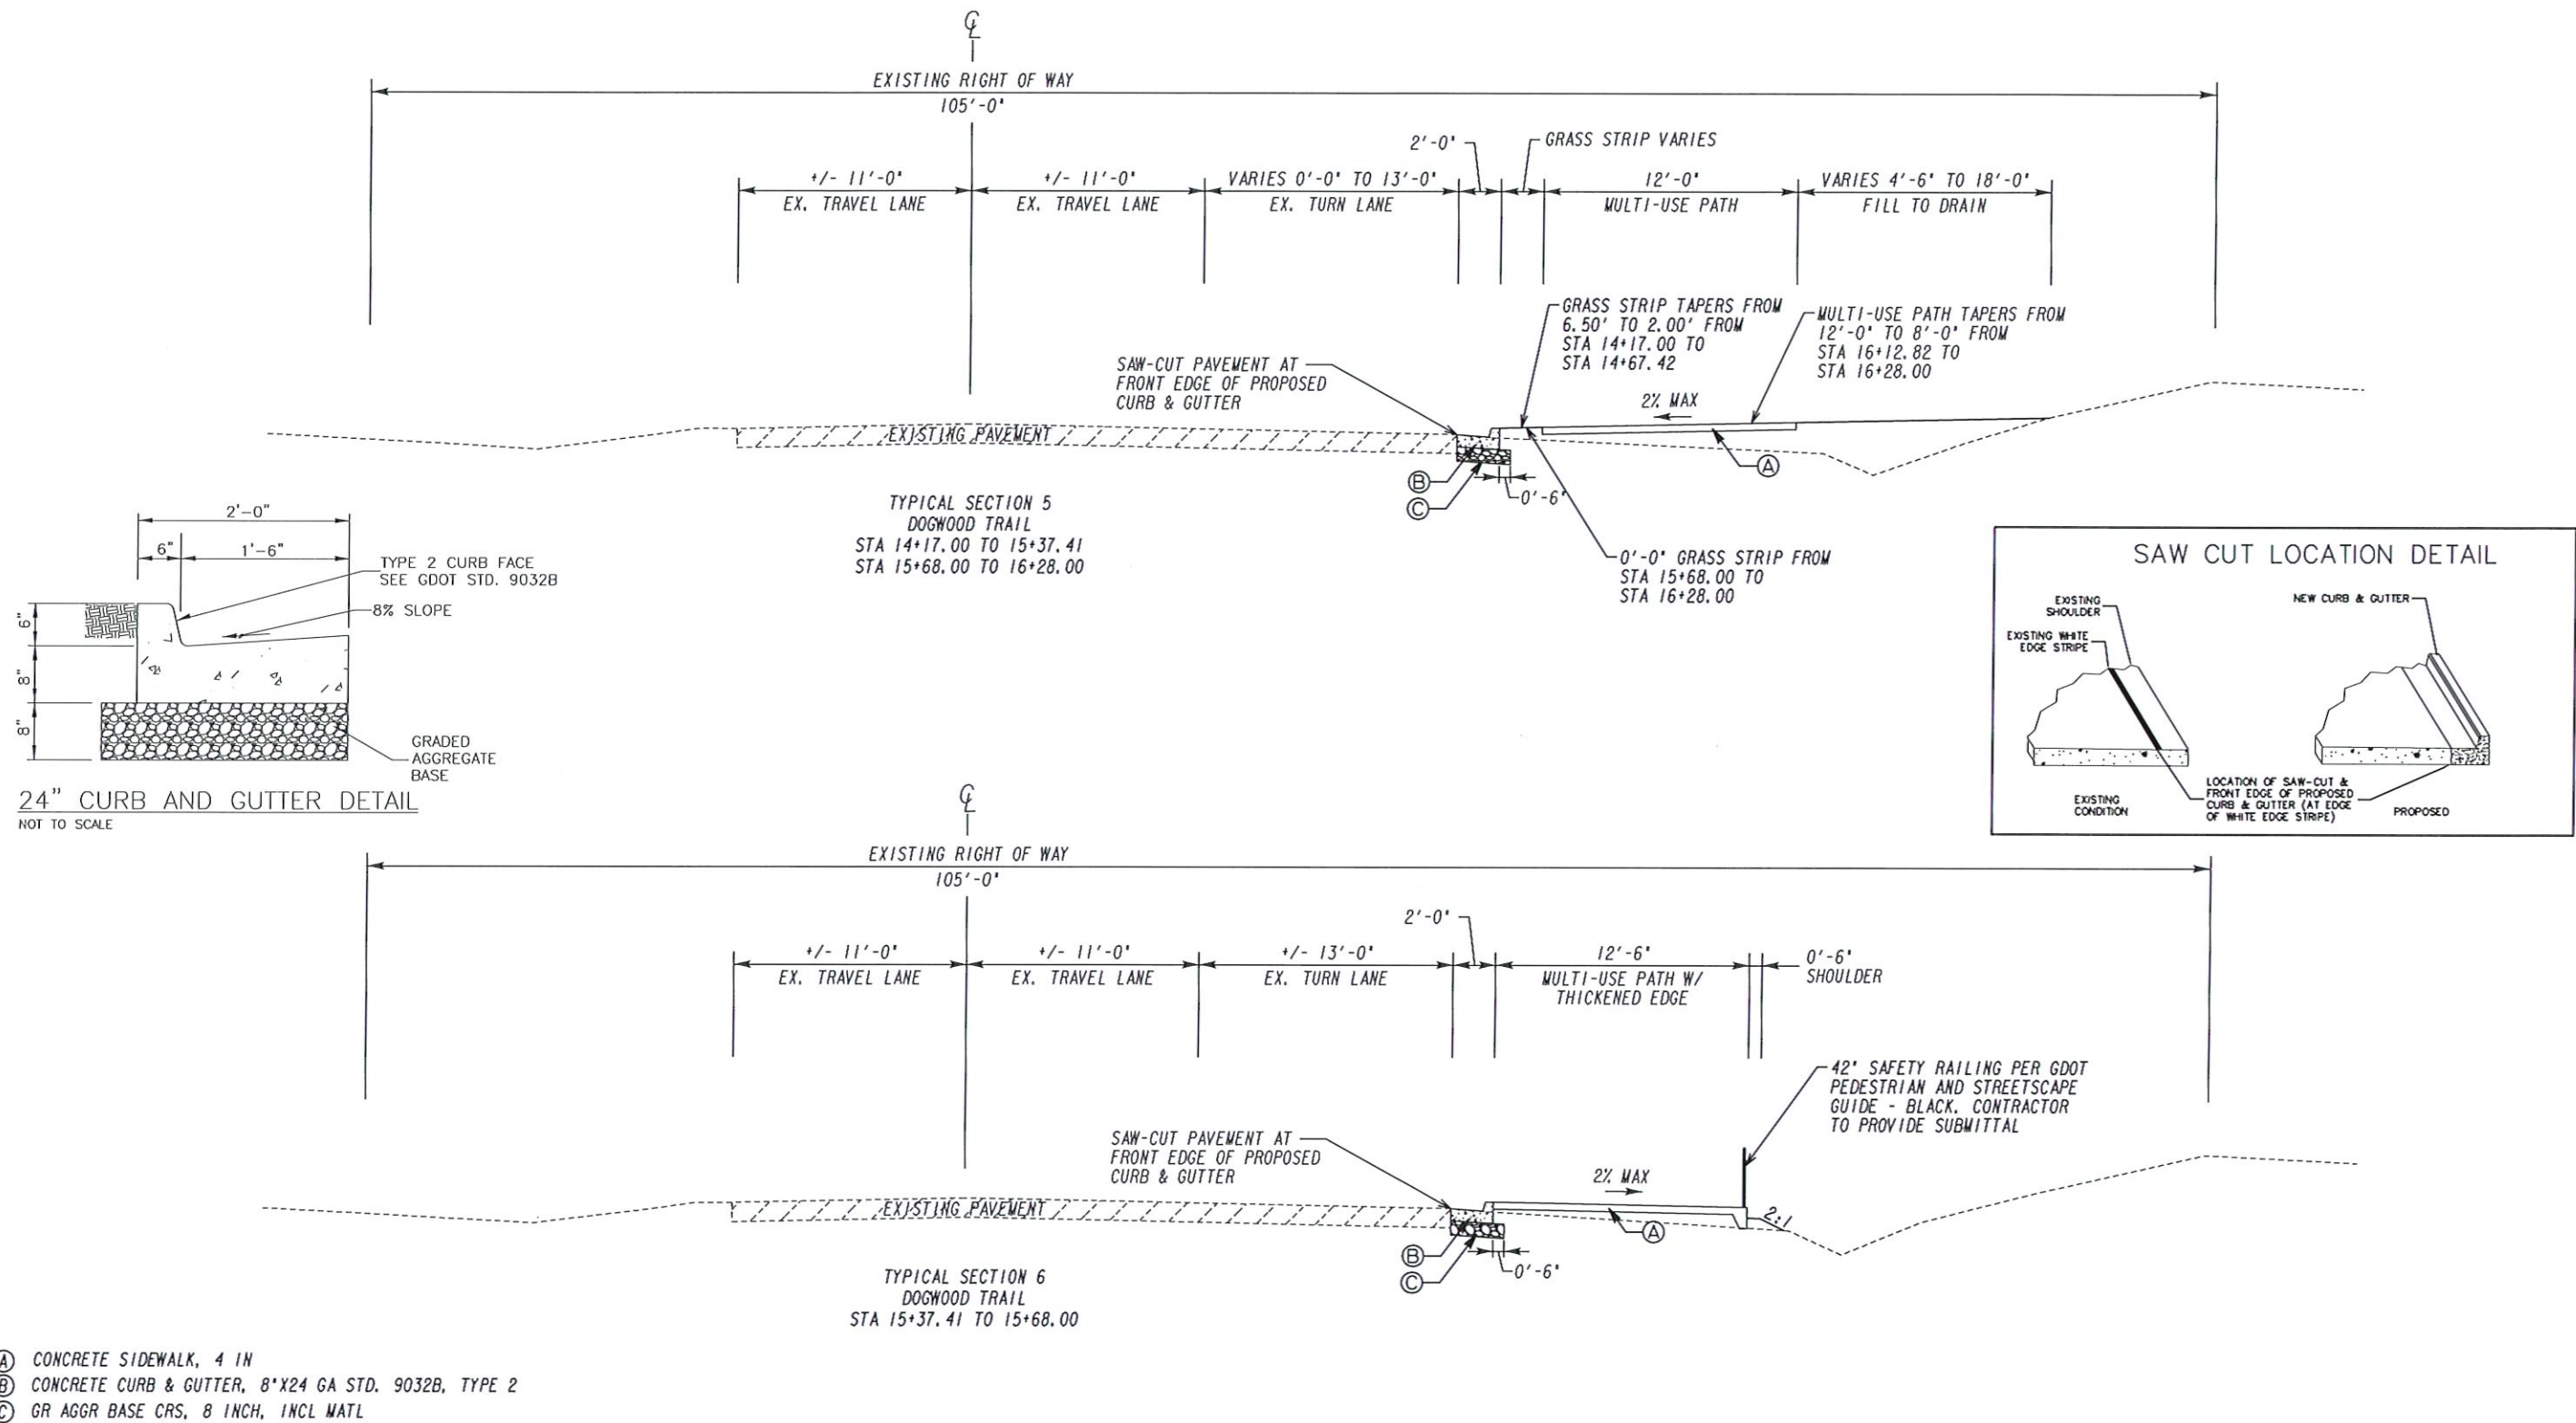 CL
EXISTING RIGHT OF WAY
105'-0"
2'-0"
GRASS STRIP VARIES
+/- 11'-0"
EX. TRAVEL LANE
+/- 11'-0"
EX. TRAVEL LANE
VARIES 0'-0" TO 13'-0"
EX. TURN LANE
12'-0"
MULTI-USE PATH
VARIES 4'-6" TO 18'-0"
FILL TO DRAIN
GRASS STRIP TAPERS FROM
6.50' TO 2.00' FROM
STA 14+17.00 TO
STA 14+67.42
MULTI-USE PATH TAPERS FROM
12'-0" TO 8'-0" FROM
STA 16+12.82 TO
STA 16+28.00
SAW-CUT PAVEMENT AT
FRONT EDGE OF PROPOSED
CURB & GUTTER
2% MAX
EXISTING PAVEMENT
A
B
C
0'-6"
TYPICAL SECTION 5
DOGWOOD TRAIL
STA 14+17.00 TO 15+37.41
STA 15+68.00 TO 16+28.00
0'-0" GRASS STRIP FROM
STA 15+68.00 TO
STA 16+28.00
2'-0"
6"
1'-6"
TYPE 2 CURB FACE
SEE GDOT STD. 9032B
8% SLOPE
6"
8"
8"
GRADED
AGGREGATE
BASE
24" CURB AND GUTTER DETAIL
NOT TO SCALE
SAW CUT LOCATION DETAIL
EXISTING
SHOULDER
EXISTING WHITE
EDGE STRIPE
NEW CURB & GUTTER
LOCATION OF SAW-CUT &
FRONT EDGE OF PROPOSED
CURB & GUTTER (AT EDGE
OF WHITE EDGE STRIPE)
EXISTING
CONDITION
PROPOSED
CL
EXISTING RIGHT OF WAY
105'-0"
2'-0"
+/- 11'-0"
EX. TRAVEL LANE
+/- 11'-0"
EX. TRAVEL LANE
+/- 13'-0"
EX. TURN LANE
12'-6"
MULTI-USE PATH W/
THICKENED EDGE
0'-6"
SHOULDER
42" SAFETY RAILING PER GDOT
PEDESTRIAN AND STREETSCAPE
GUIDE - BLACK. CONTRACTOR
TO PROVIDE SUBMITTAL
SAW-CUT PAVEMENT AT
FRONT EDGE OF PROPOSED
CURB & GUTTER
2% MAX
EXISTING PAVEMENT
2:1
A
B
C
0'-6"
TYPICAL SECTION 6
DOGWOOD TRAIL
STA 15+37.41 TO 15+68.00
A CONCRETE SIDEWALK, 4 IN
B CONCRETE CURB & GUTTER, 8"X24 GA STD. 9032B, TYPE 2
C GR AGGR BASE CRS, 8 INCH, INCL MATL